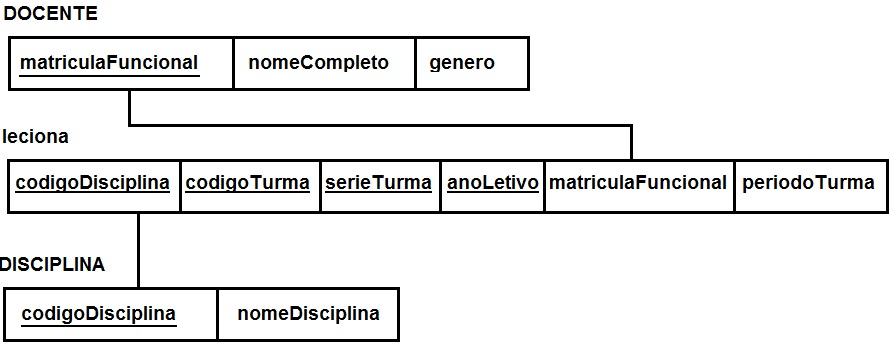 DOCENTE
matriculaFuncional nomeCompleto genero
leciona
codigoDisciplina codigoTurma serieTurma anoLetivo matriculaFuncional periodoTurma
DISCIPLINA
codigoDisciplina nomeDisciplina